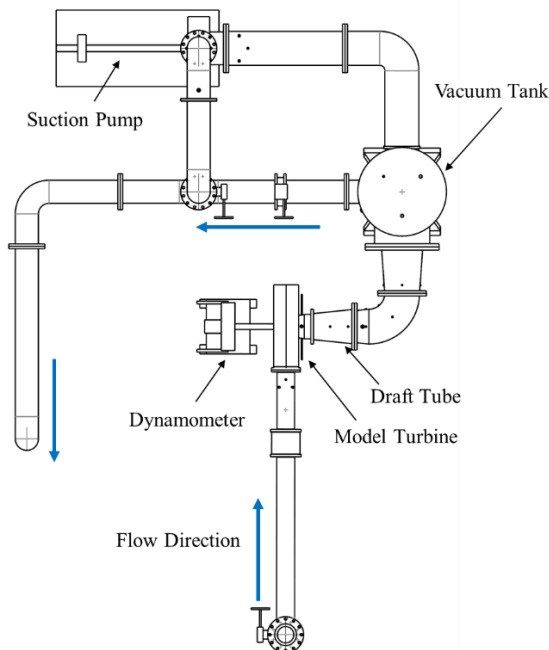 Suction Pump
Vacuum Tank
Draft Tube
Dynamometer
Model Turbine
Flow Direction